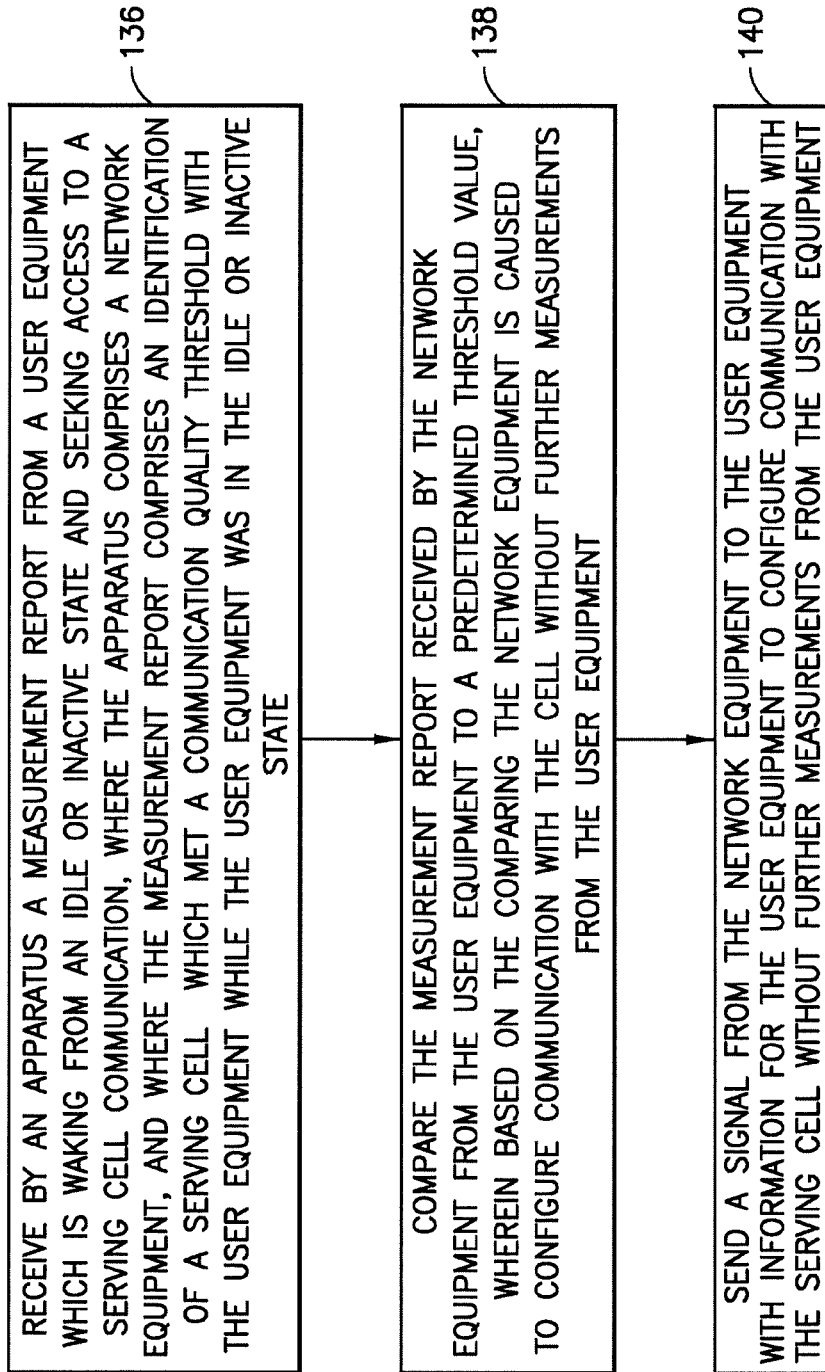 RECEIVE BY AN APPARATUS A MEASUREMENT REPORT FROM A USER EQUIPMENT
WHICH IS WAKING FROM AN IDLE OR INACTIVE STATE AND SEEKING ACCESS TO A
SERVING CELL COMMUNICATION, WHERE THE APPARATUS COMPRISES A NETWORK
EQUIPMENT, AND WHERE THE MEASUREMENT REPORT COMPRISES AN IDENTIFICATION
OF A SERVING CELL WHICH MET A COMMUNICATION QUALITY THRESHOLD WITH
THE USER EQUIPMENT WHILE THE USER EQUIPMENT WAS IN THE IDLE OR INACTIVE
STATE
136
COMPARE THE MEASUREMENT REPORT RECEIVED BY THE NETWORK
EQUIPMENT FROM THE USER EQUIPMENT TO A PREDETERMINED THRESHOLD VALUE,
WHEREIN BASED ON THE COMPARING THE NETWORK EQUIPMENT IS CAUSED
TO CONFIGURE COMMUNICATION WITH THE CELL WITHOUT FURTHER MEASUREMENTS
FROM THE USER EQUIPMENT
138
SEND A SIGNAL FROM THE NETWORK EQUIPMENT TO THE USER EQUIPMENT
WITH INFORMATION FOR THE USER EQUIPMENT TO CONFIGURE COMMUNICATION WITH
THE SERVING CELL WITHOUT FURTHER MEASUREMENTS FROM THE USER EQUIPMENT
140